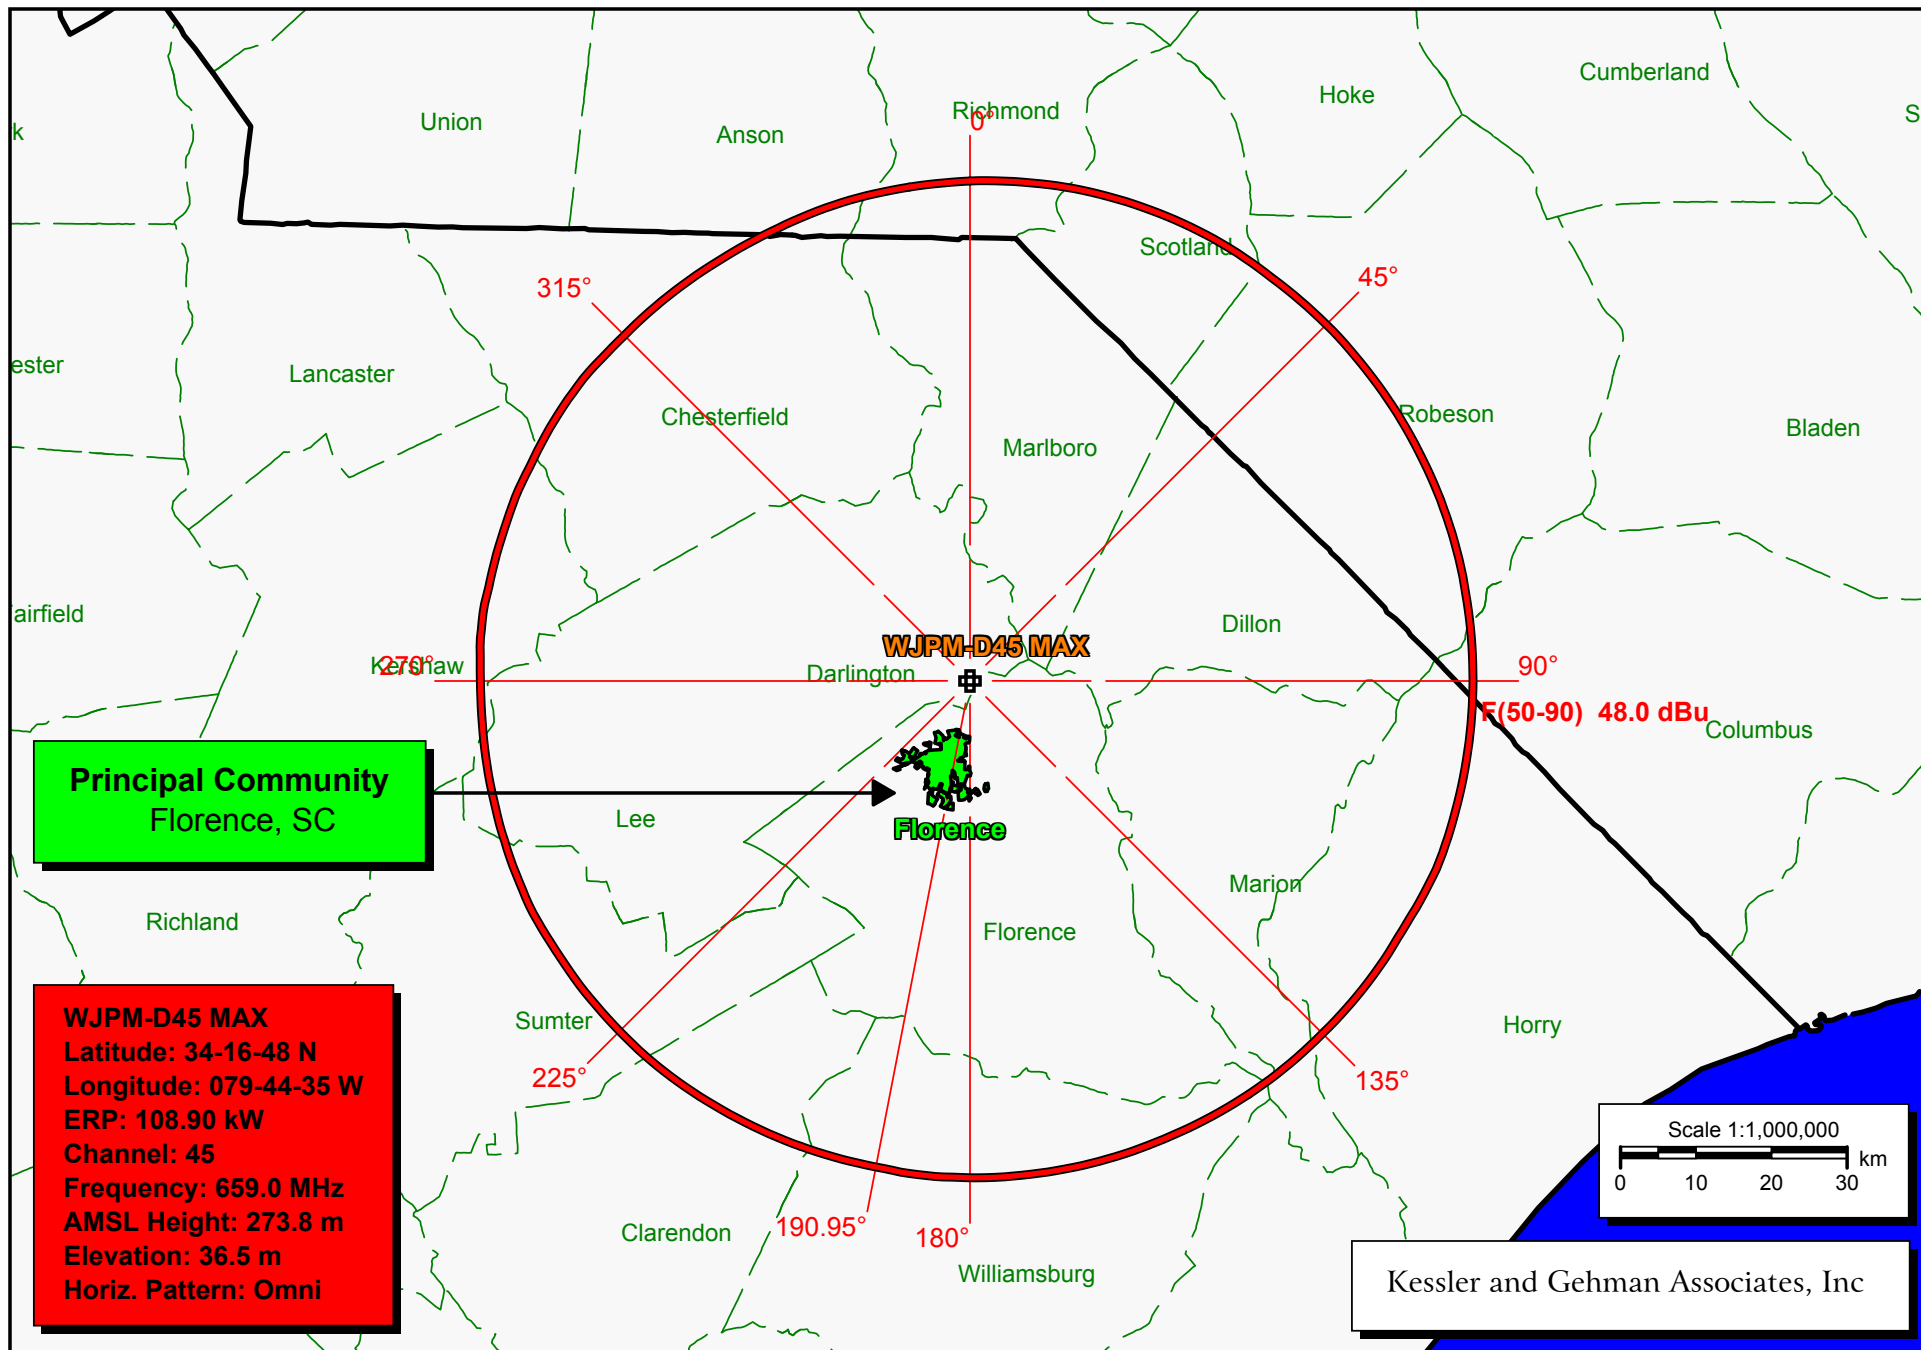 Cumberland
Hoke
Union
Anson
Richmond
0°
k
S
Scotland
315°
45°
ester
Lancaster
Chesterfield
Robeson
Marlboro
Bladen
airfield
Dillon
WJPM-D45 MAX
Kershaw
270°
Darlington
90°
F(50-90) 48.0 dBu
Columbus
Principal Community
Florence, SC
Lee
Florence
Marion
Richland
Florence
Sumter
Horry
225°
135°
WJPM-D45 MAX
Latitude: 34-16-48 N
Longitude: 079-44-35 W
ERP: 108.90 kW
Channel: 45
Frequency: 659.0 MHz
AMSL Height: 273.8 m
Elevation: 36.5 m
Horiz. Pattern: Omni
Scale 1:1,000,000
km
0 10 20 30
Clarendon
190.95°
180°
Williamsburg
Kessler and Gehman Associates, Inc